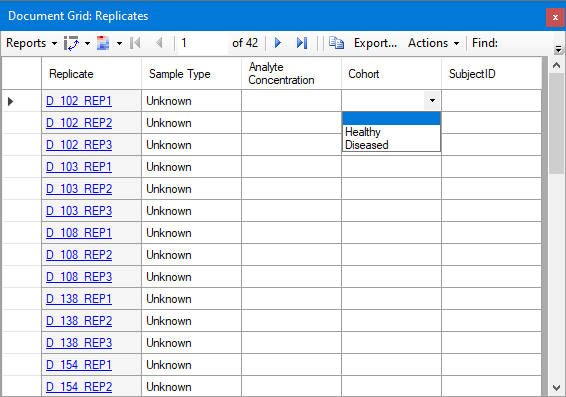 Document Grid: Replicates
x
Reports 1 of 42 Export... Actions Find:
Replicate Sample Type Analyte Concentration Cohort SubjectID
D_102_REP1 Unknown
D_102_REP2 Unknown
Healthy
D_102_REP3 Unknown Diseased
D_103_REP1 Unknown
D_103_REP2 Unknown
D_103_REP3 Unknown
D_108_REP1 Unknown
D_108_REP2 Unknown
D_108_REP3 Unknown
D_138_REP1 Unknown
D_138_REP2 Unknown
D_138_REP3 Unknown
D_154_REP1 Unknown
D_154_REP2 Unknown